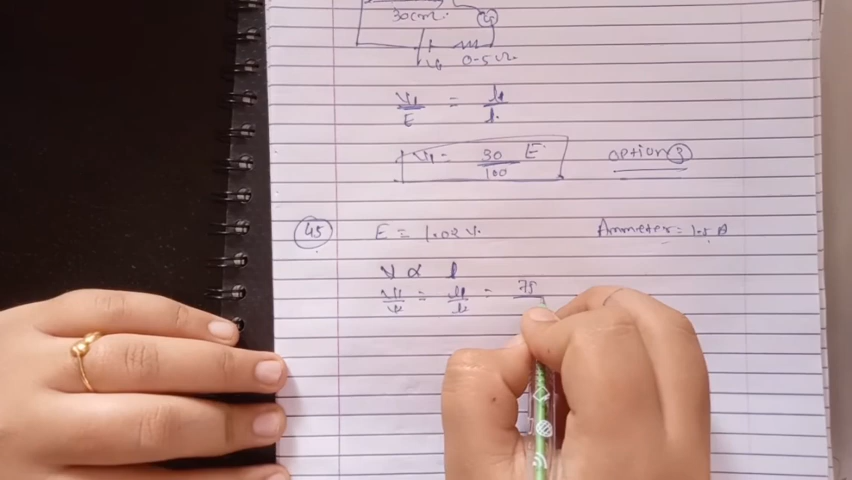 30cm. G
V1 0.5Ω
V1/E = l1/l
V1 = 30/100 E option 3
45 E = 1.02 V. Ammeter = 1.5 A
V ∝ l
V1/V2 = l1/l2 = 75